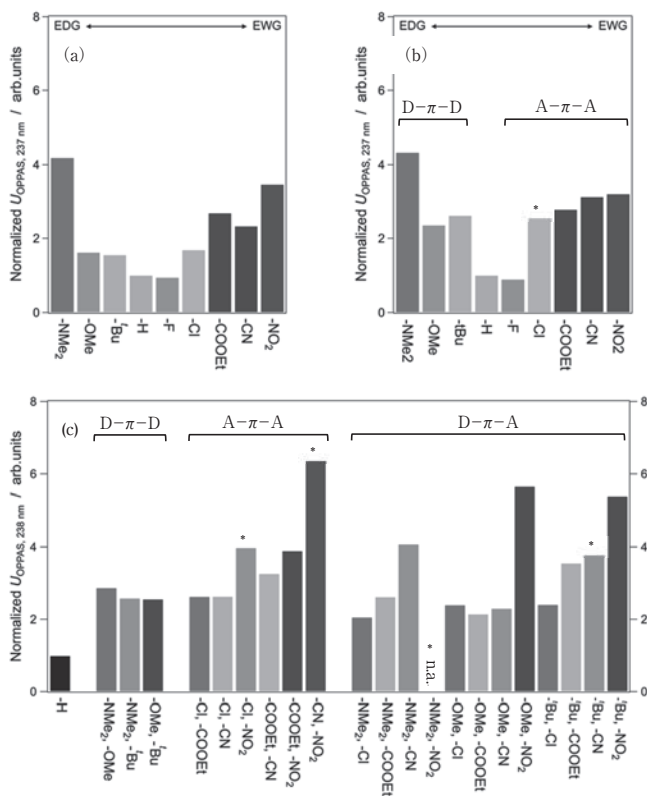 EDG EWG
(a)
Normalized U_OPPAS, 237 nm / arb.units
8
6
4
2
0
-NMe₂
-OMe
-ᵗBu
-H
-F
-Cl
-COOEt
-CN
-NO₂
EDG EWG
(b)
D-π-D A-π-A
*
Normalized U_OPPAS, 237 nm / arb.units
8
6
4
2
0
-NMe2
-OMe
-tBu
-H
-F
-Cl
-COOEt
-CN
-NO2
(c)
D-π-D A-π-A D-π-A
*
*
*
* n.a.
Normalized U_OPPAS, 238 nm / arb.units
8
6
4
2
0
8
6
4
2
0
-H
-NMe₂, -OMe
-NMe₂, -ᵗBu
-OMe, -ᵗBu
-Cl, -COOEt
-Cl, -CN
-Cl, -NO₂
-COOEt, -CN
-COOEt, -NO₂
-CN, -NO₂
-NMe₂, -Cl
-NMe₂, -COOEt
-NMe₂, -CN
-NMe₂, -NO₂
-OMe, -Cl
-OMe, -COOEt
-OMe, -CN
-OMe, -NO₂
-ᵗBu, -Cl
-ᵗBu, -COOEt
-ᵗBu, -CN
-ᵗBu, -NO₂